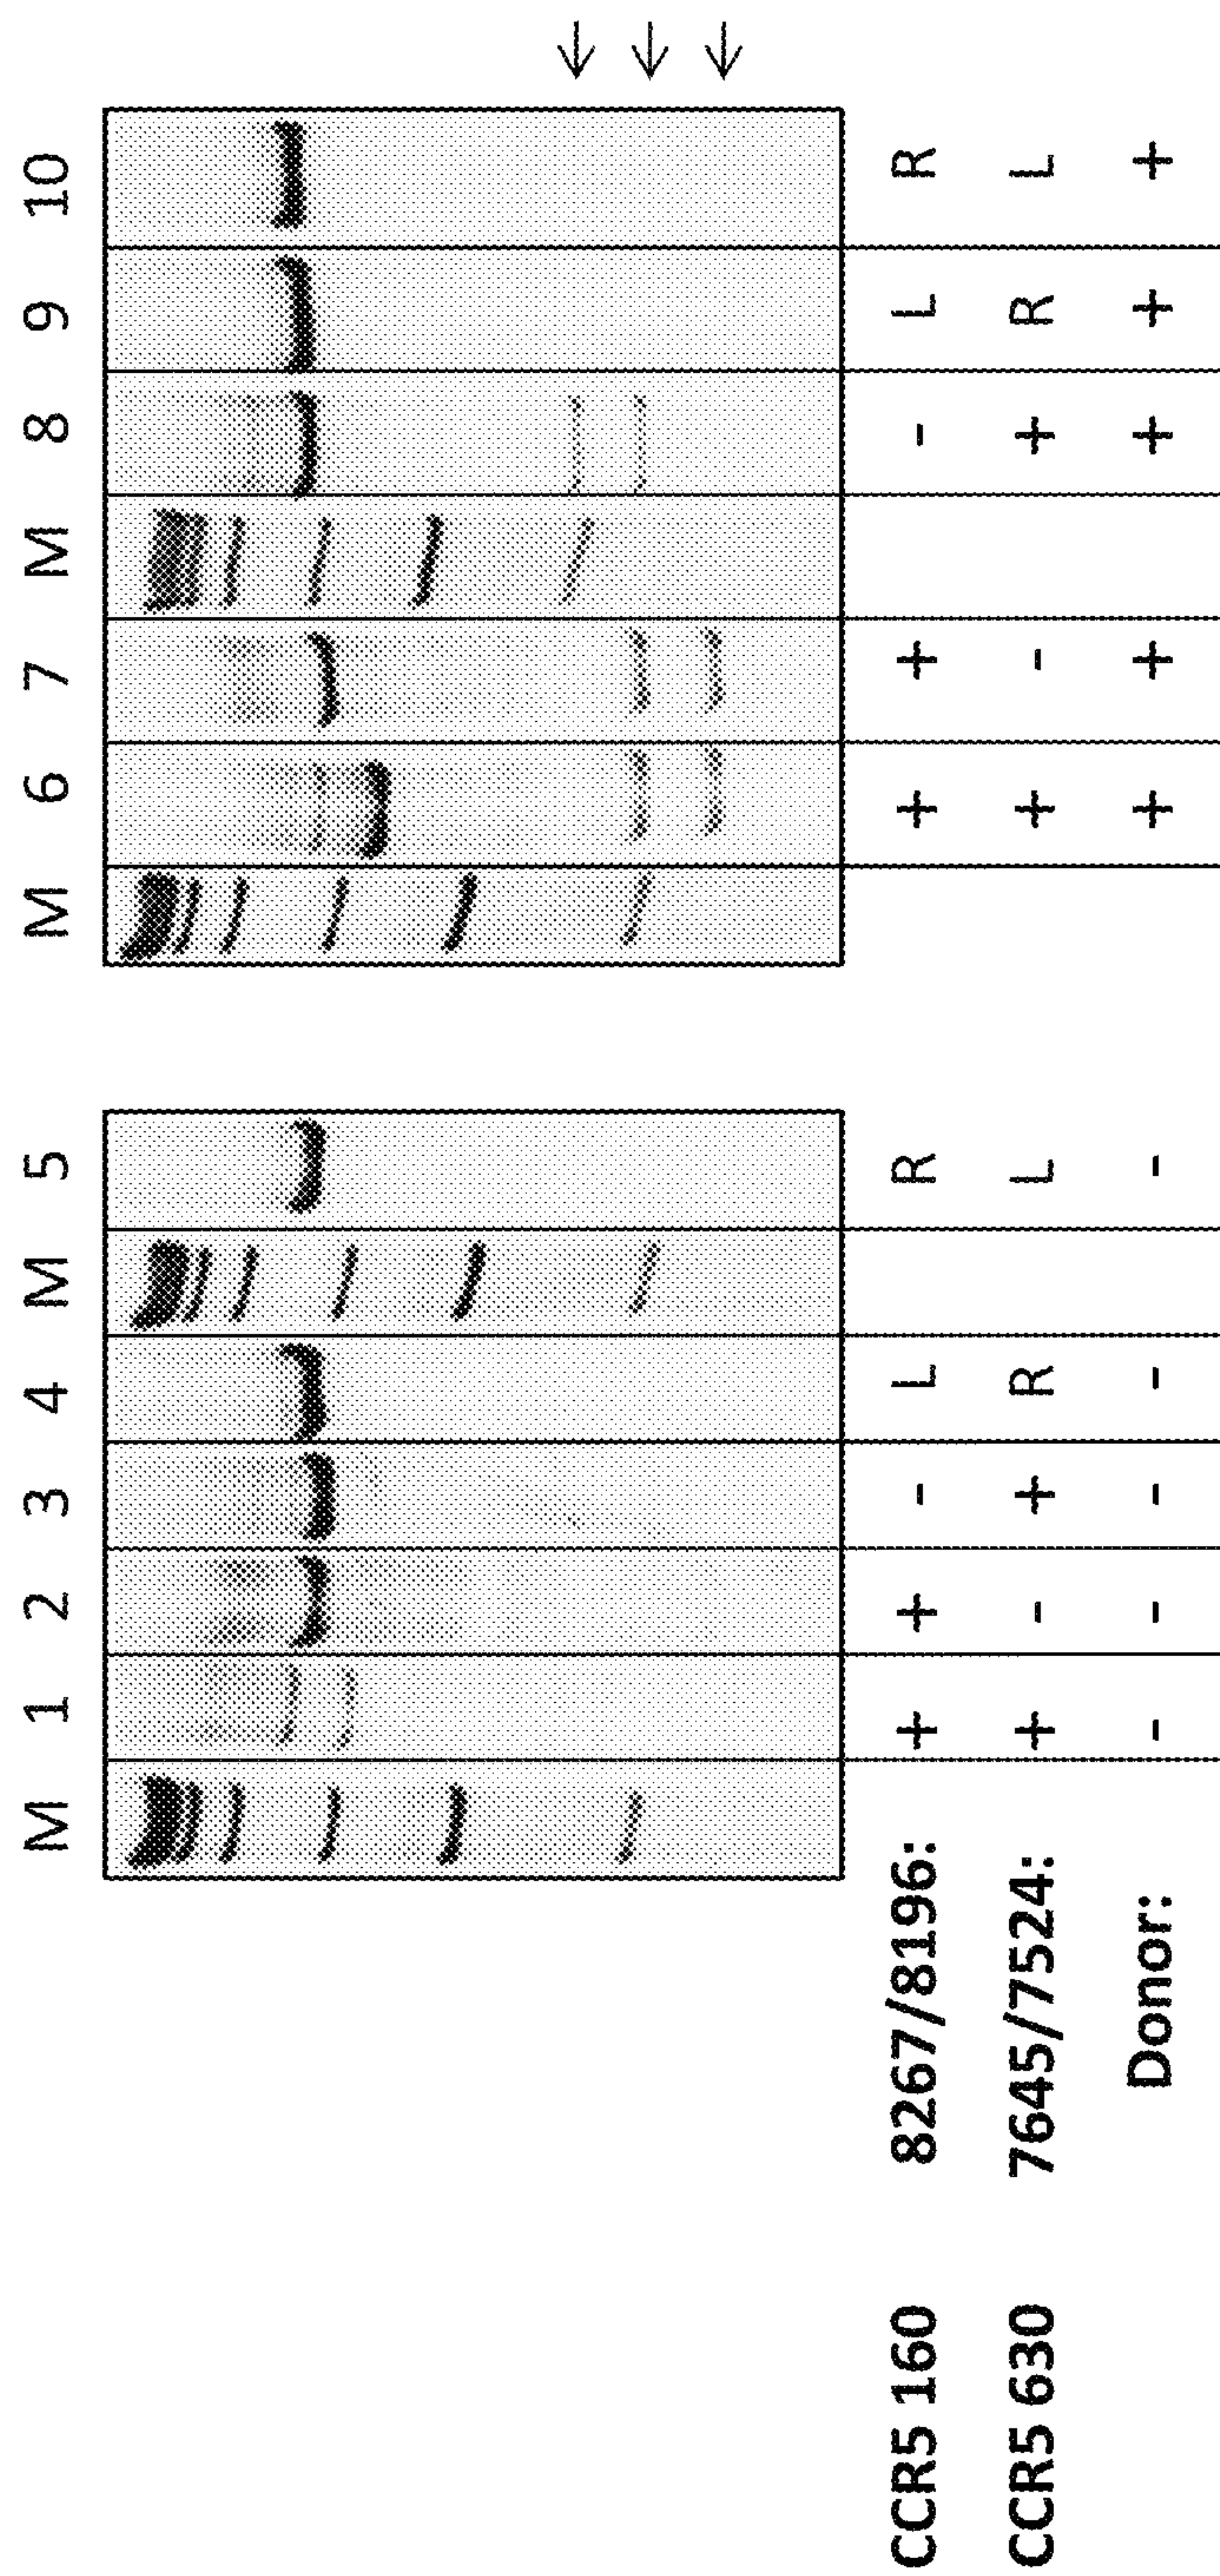 M 1 2 3 4 M 5 M 6 7 M 8 9 10
CCR5 160 8267/8196: + + - L R + + - L R
CCR5 630 7645/7524: + - + R L + - + R L
Donor: - - - - - + + + + +